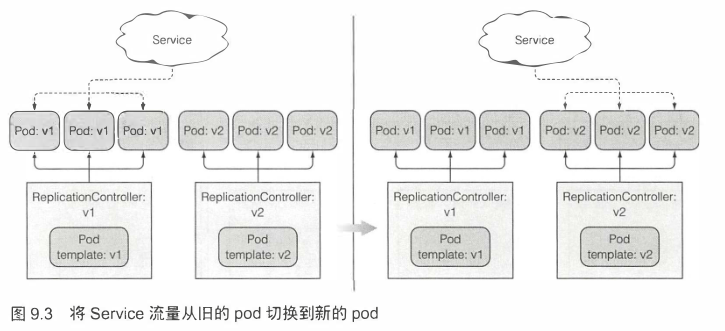 Service
Service
Pod: v1 Pod: v1 Pod: v1 Pod: v2 Pod: v2 Pod: v2 Pod: v1 Pod: v1 Pod: v1 Pod: v2 Pod: v2 Pod: v2
ReplicationController:
v1
Pod
template: v1
ReplicationController:
v2
Pod
template: v2
ReplicationController:
v1
Pod
template: v1
ReplicationController:
v2
Pod
template: v2
图 9.3 将 Service 流量从旧的 pod 切换到新的 pod